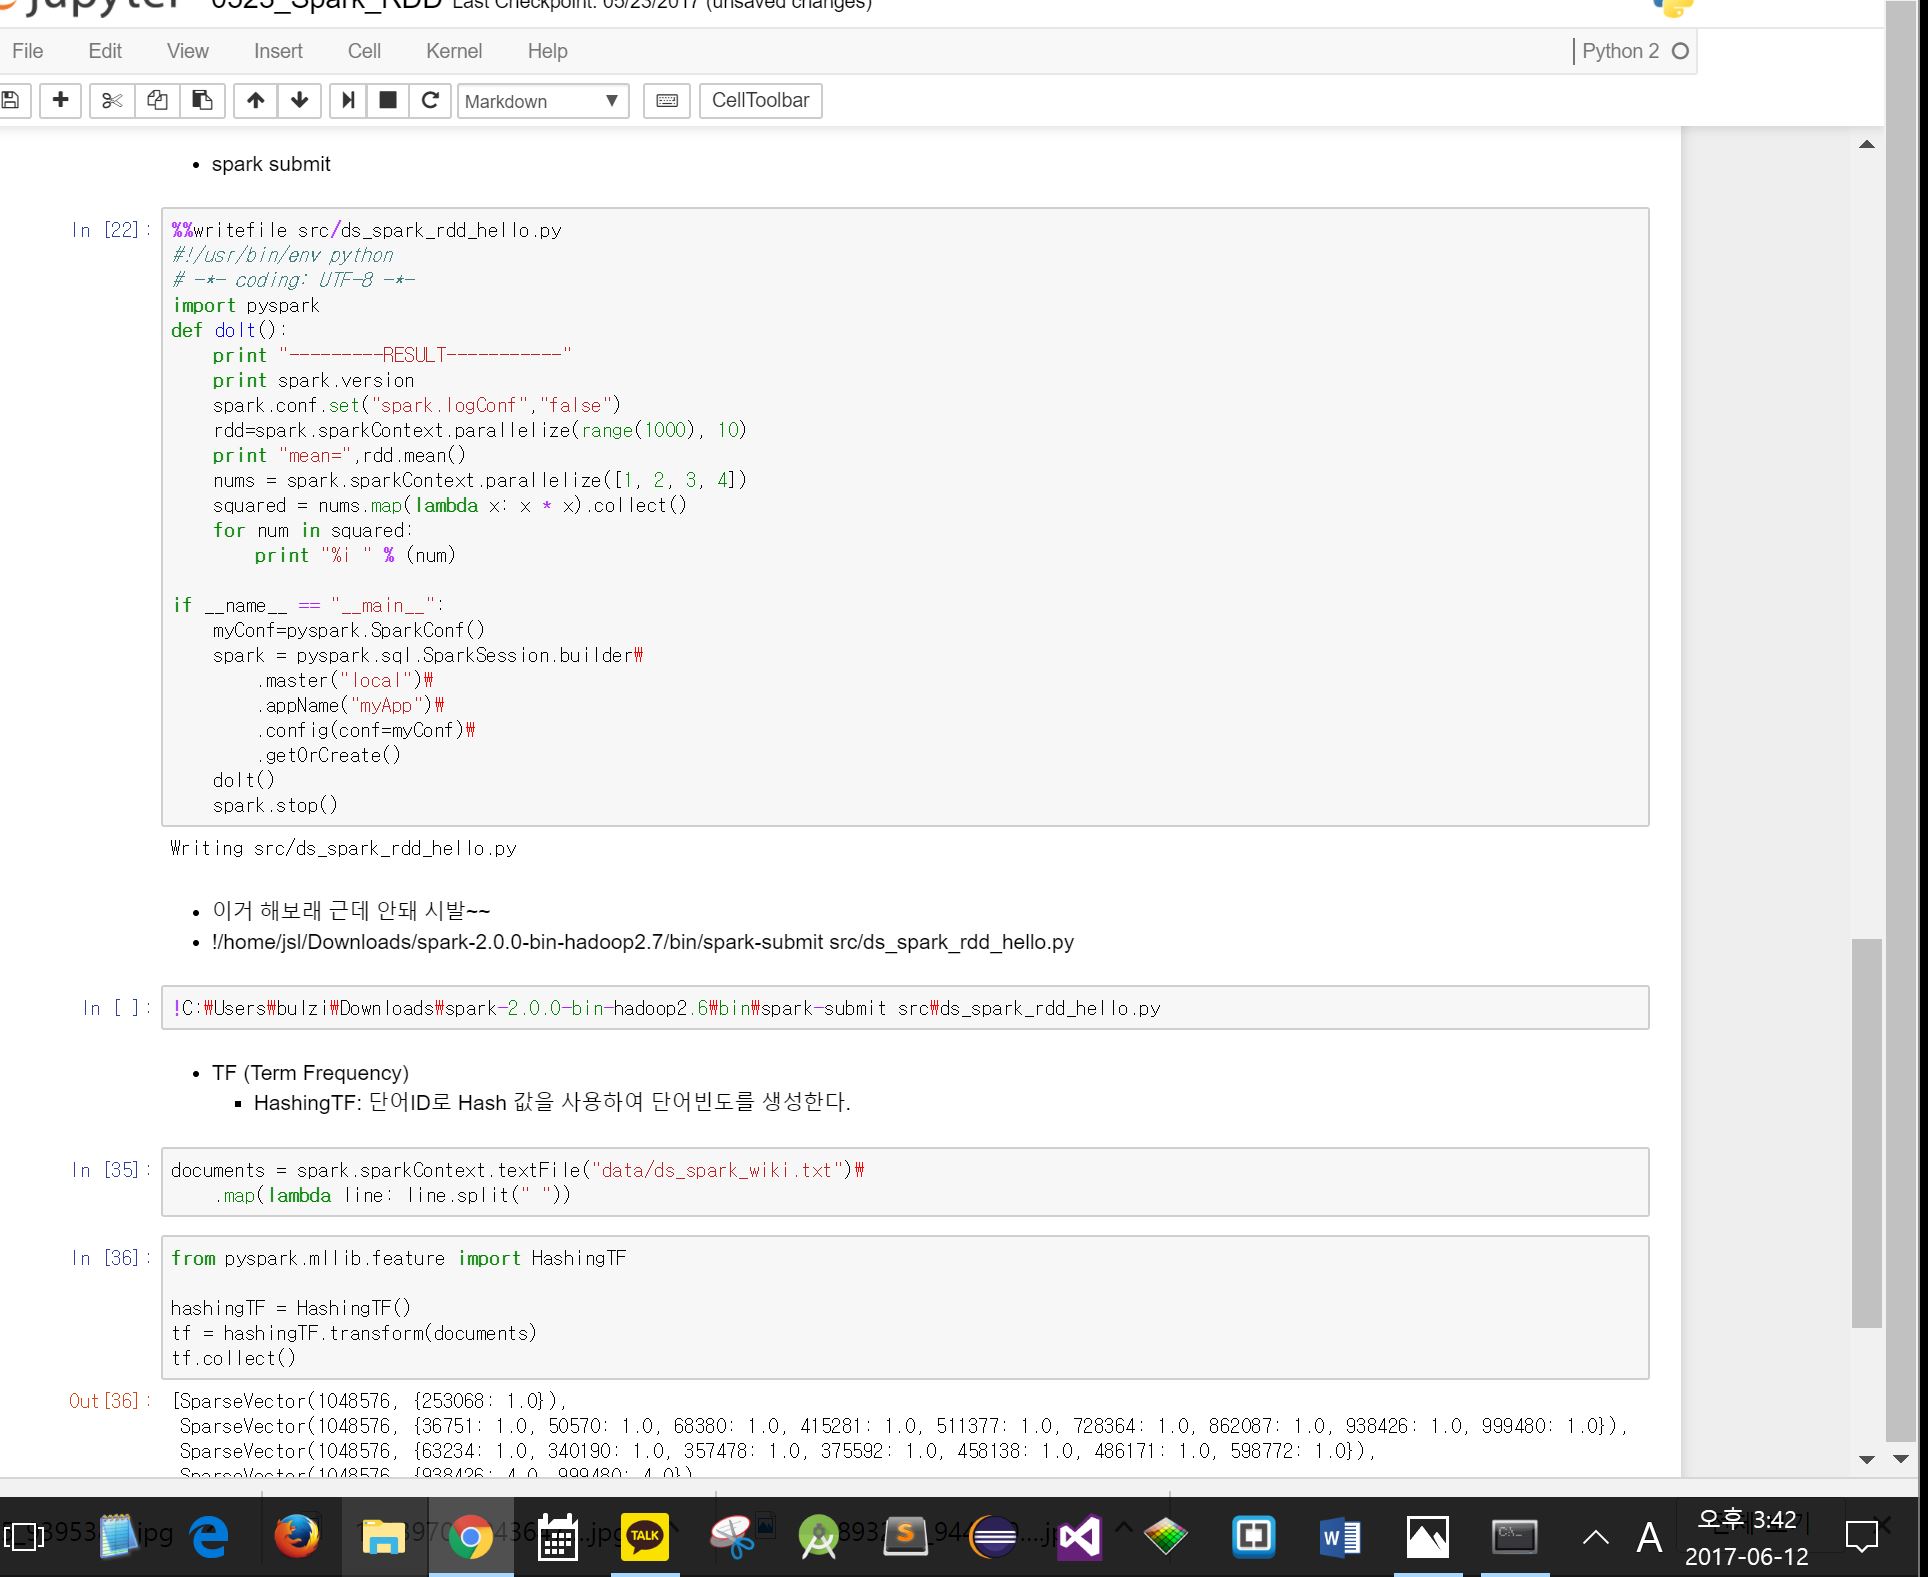 jupyter 0523_Spark_RDD Last Checkpoint: 05/23/2017 (unsaved changes)
File Edit View Insert Cell Kernel Help Python 2
Markdown CellToolbar
• spark submit
In [22]: %%writefile src/ds_spark_rdd_hello.py
#!/usr/bin/env python
# -*- coding: UTF-8 -*-
import pyspark
def doIt():
    print "---------RESULT-----------"
    print spark.version
    spark.conf.set("spark.logConf","false")
    rdd=spark.sparkContext.parallelize(range(1000), 10)
    print "mean=",rdd.mean()
    nums = spark.sparkContext.parallelize([1, 2, 3, 4])
    squared = nums.map(lambda x: x * x).collect()
    for num in squared:
        print "%i " % (num)
if __name__ == "__main__":
    myConf=pyspark.SparkConf()
    spark = pyspark.sql.SparkSession.builder₩
        .master("local")₩
        .appName("myApp")₩
        .config(conf=myConf)₩
        .getOrCreate()
    doIt()
    spark.stop()
Writing src/ds_spark_rdd_hello.py
• 이거 해보래 근데 안돼 시발~~
• !/home/jsl/Downloads/spark-2.0.0-bin-hadoop2.7/bin/spark-submit src/ds_spark_rdd_hello.py
In [ ]: !C:₩Users₩bulzi₩Downloads₩spark-2.0.0-bin-hadoop2.6₩bin₩spark-submit src₩ds_spark_rdd_hello.py
• TF (Term Frequency)
▪ HashingTF: 단어ID로 Hash 값을 사용하여 단어빈도를 생성한다.
In [35]: documents = spark.sparkContext.textFile("data/ds_spark_wiki.txt")₩
    .map(lambda line: line.split(" "))
In [36]: from pyspark.mllib.feature import HashingTF
hashingTF = HashingTF()
tf = hashingTF.transform(documents)
tf.collect()
Out[36]: [SparseVector(1048576, {253068: 1.0}),
SparseVector(1048576, {36751: 1.0, 50570: 1.0, 68380: 1.0, 415281: 1.0, 511377: 1.0, 728364: 1.0, 862087: 1.0, 938426: 1.0, 999480: 1.0}),
SparseVector(1048576, {63234: 1.0, 340190: 1.0, 357478: 1.0, 375592: 1.0, 458138: 1.0, 486171: 1.0, 598772: 1.0}),
SparseVector(1048576, {938426: 4.0, 999480: 4.0})
TALK
A
오후 3:42
2017-06-12